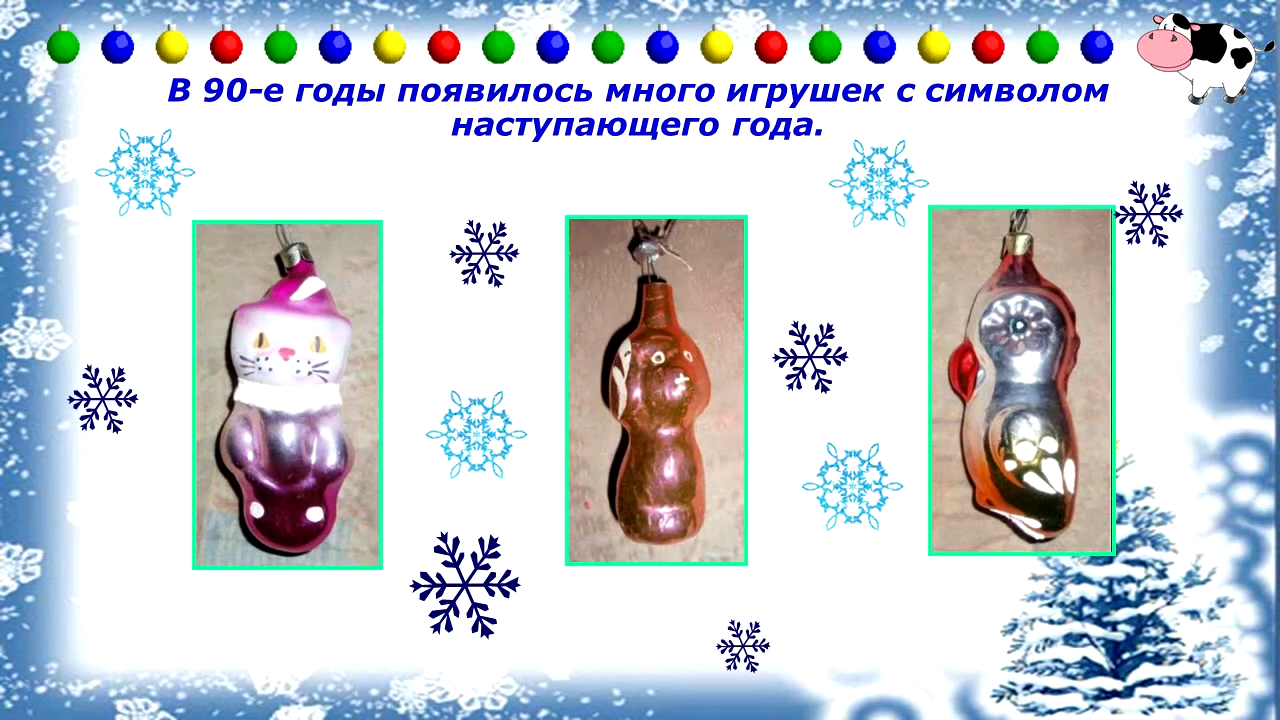 В 90-е годы появилось много игрушек с символом
наступающего года.